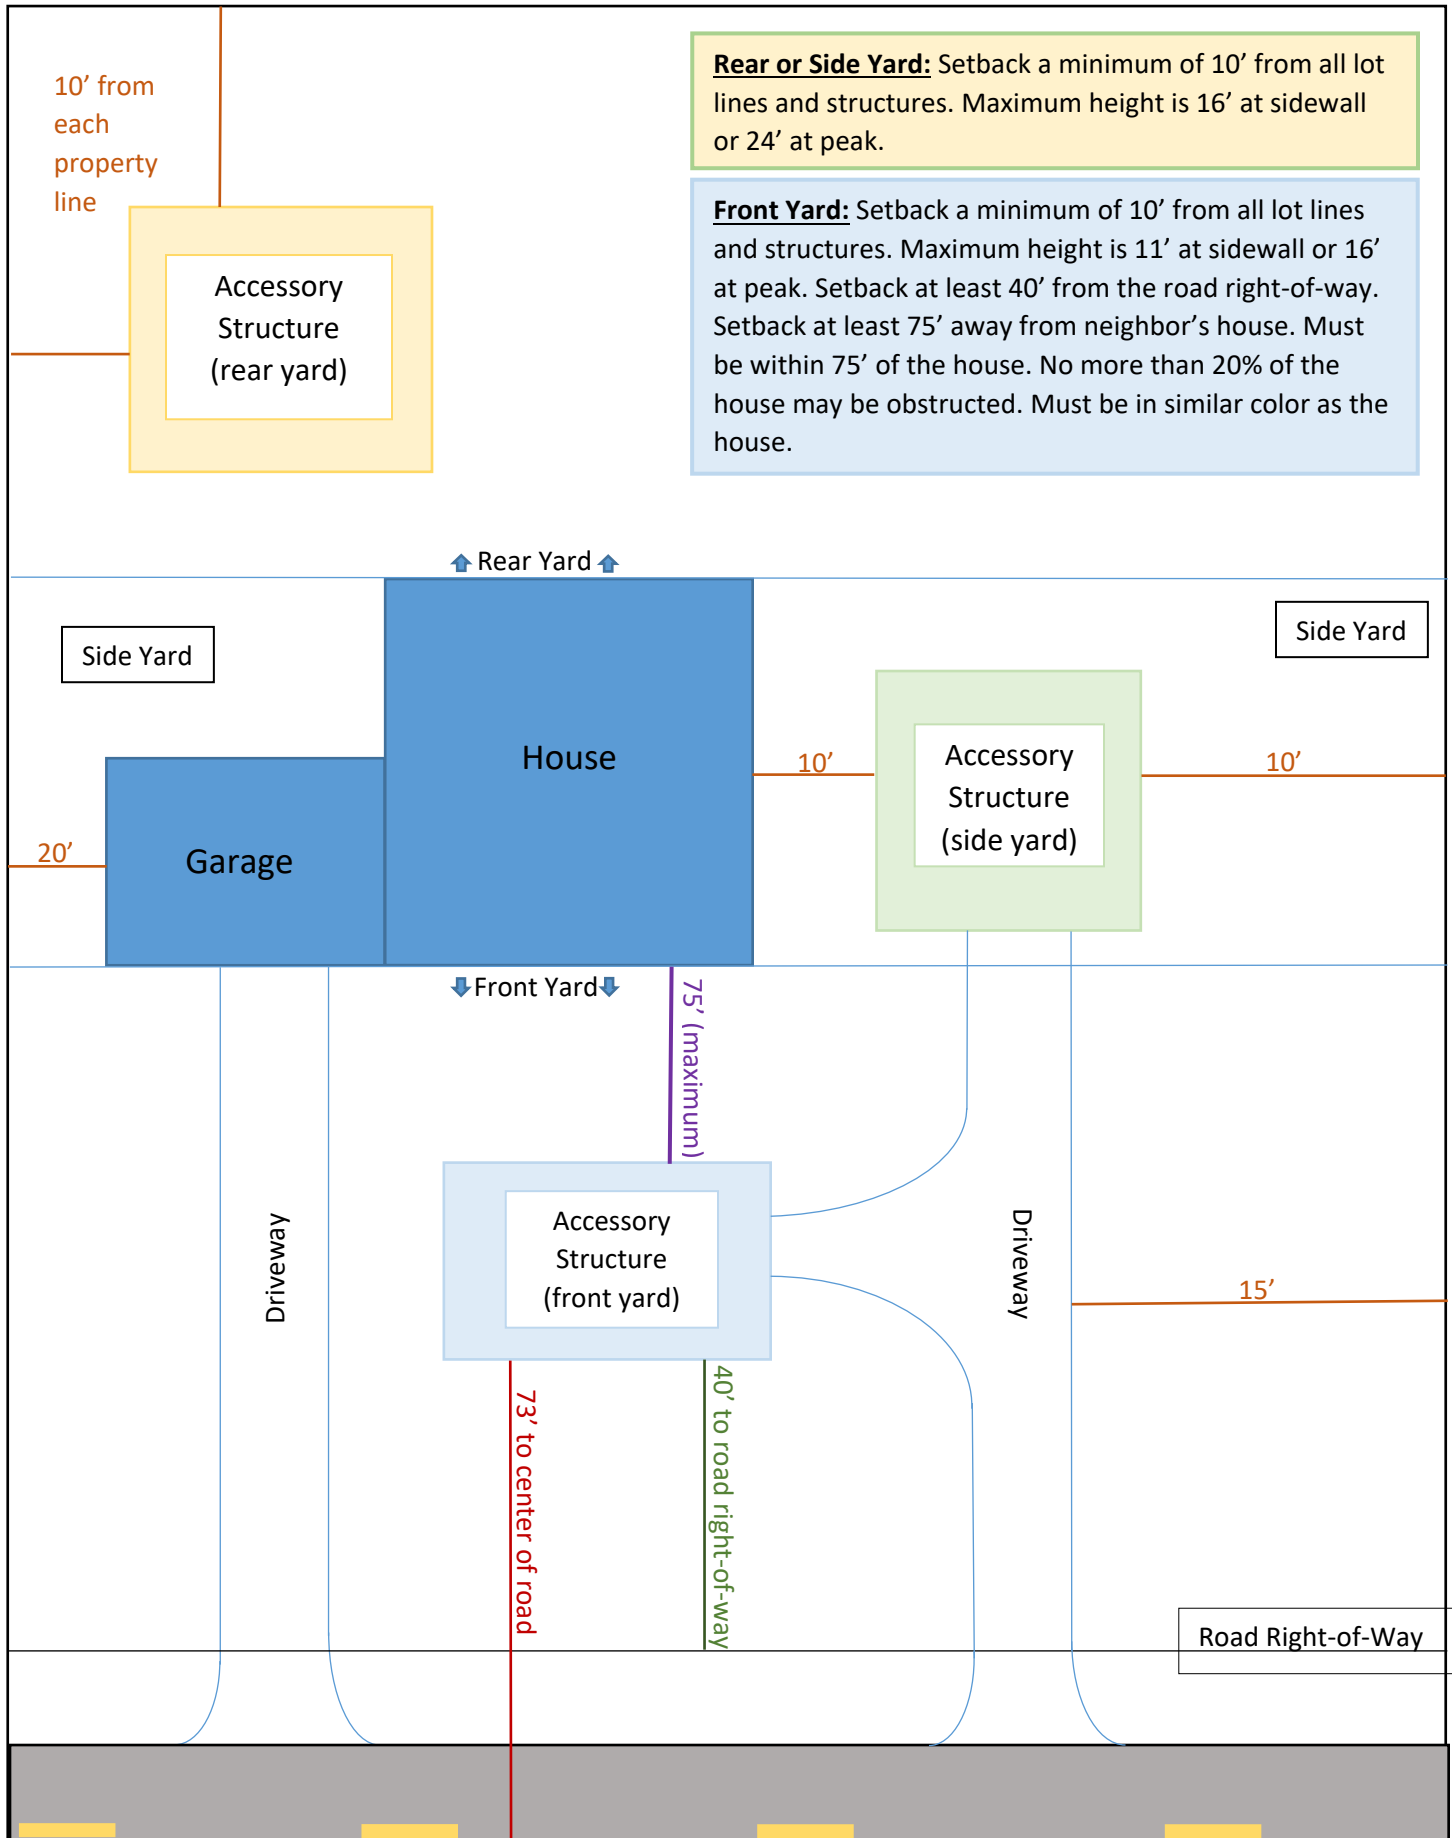 10’ from
each
property
line
Rear or Side Yard: Setback a minimum of 10’ from all lot
lines and structures. Maximum height is 16’ at sidewall
or 24’ at peak.
Front Yard: Setback a minimum of 10’ from all lot lines
and structures. Maximum height is 11’ at sidewall or 16’
at peak. Setback at least 40’ from the road right-of-way.
Setback at least 75’ away from neighbor’s house. Must
be within 75’ of the house. No more than 20% of the
house may be obstructed. Must be in similar color as the
house.
Accessory
Structure
(rear yard)
Rear Yard
Side Yard
Side Yard
House
10’
Accessory
Structure
(side yard)
10’
20’
Garage
Front Yard
75’ (maximum)
Accessory
Structure
(front yard)
Driveway
Driveway
15’
73’ to center of road
40’ to road right-of-way
Road Right-of-Way